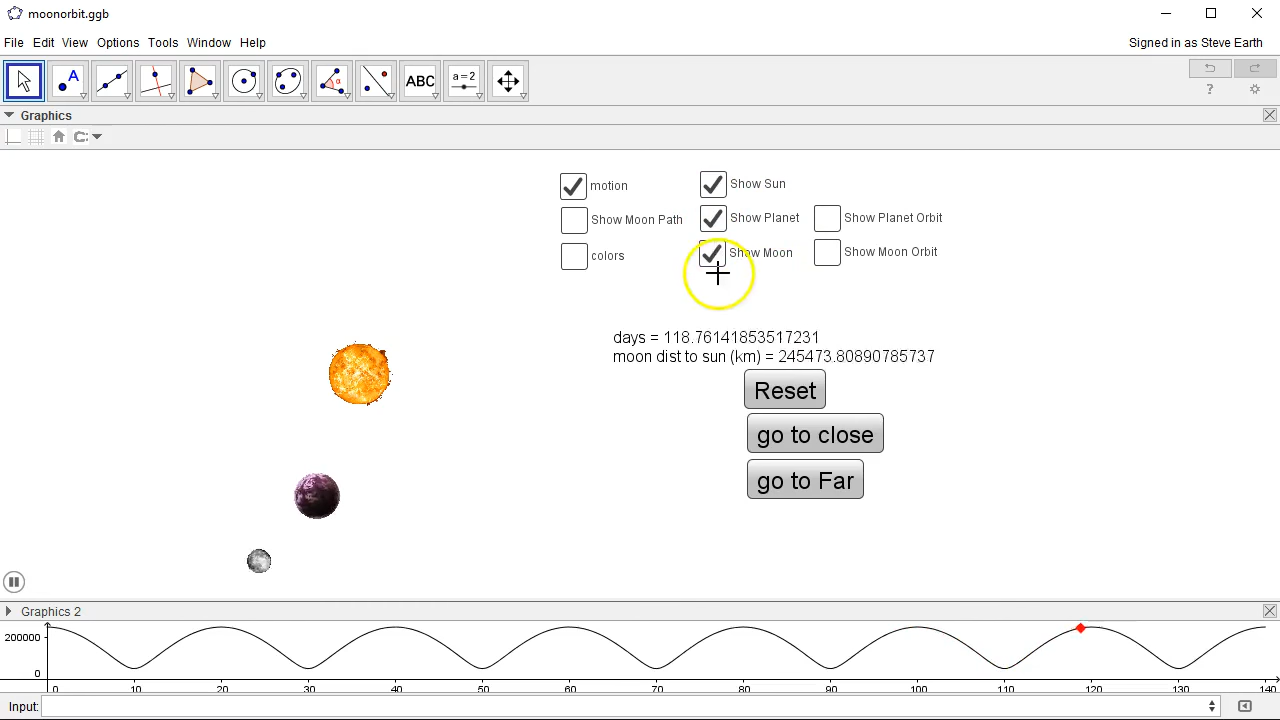 moonorbit.ggb
File Edit View Options Tools Window Help
Signed in as Steve Earth
A
α
ABC
a=2
?
Graphics
motion
Show Sun
Show Moon Path
Show Planet
Show Planet Orbit
colors
Show Moon
Show Moon Orbit
days = 118.76141853517231
moon dist to sun (km) = 245473.80890785737
Reset
go to close
go to Far
Graphics 2
200000
0
0 10 20 30 40 50 60 70 80 90 100 110 120 130 140
Input: